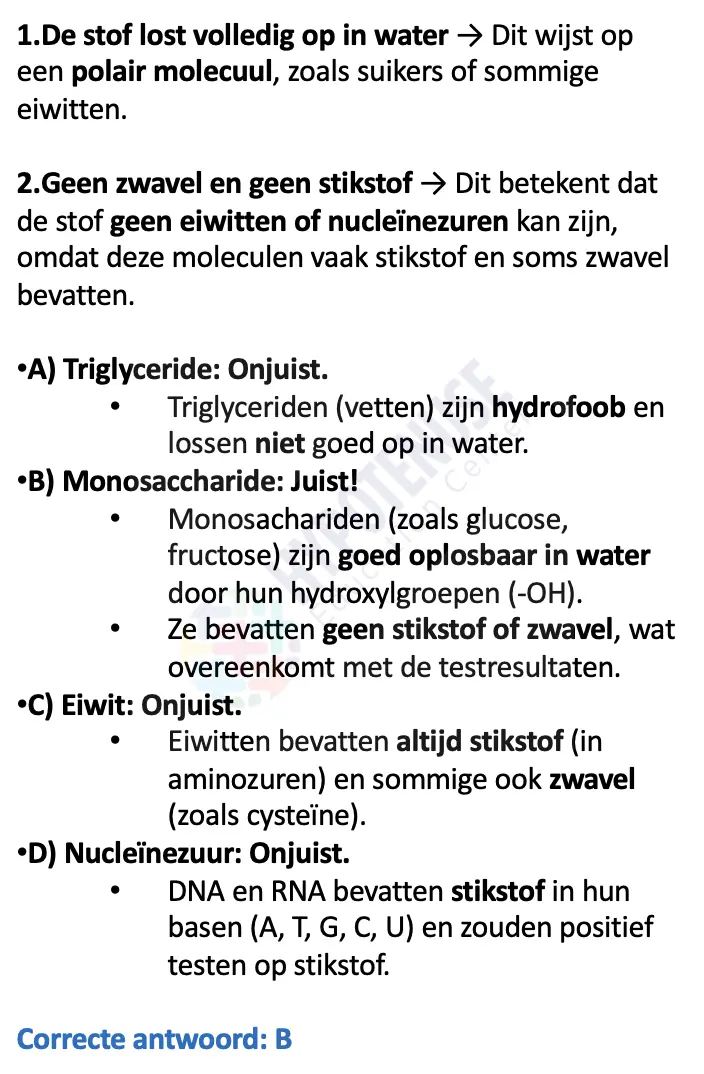 1.De stof lost volledig op in water → Dit wijst op
een polair molecuul, zoals suikers of sommige
eiwitten.
2.Geen zwavel en geen stikstof → Dit betekent dat
de stof geen eiwitten of nucleïnezuren kan zijn,
omdat deze moleculen vaak stikstof en soms zwavel
bevatten.
•A) Triglyceride: Onjuist.
• Triglyceriden (vetten) zijn hydrofoob en
lossen niet goed op in water.
•B) Monosaccharide: Juist!
• Monosachariden (zoals glucose,
fructose) zijn goed oplosbaar in water
door hun hydroxylgroepen (-OH).
• Ze bevatten geen stikstof of zwavel, wat
overeenkomt met de testresultaten.
•C) Eiwit: Onjuist.
• Eiwitten bevatten altijd stikstof (in
aminozuren) en sommige ook zwavel
(zoals cysteïne).
•D) Nucleïnezuur: Onjuist.
• DNA en RNA bevatten stikstof in hun
basen (A, T, G, C, U) en zouden positief
testen op stikstof.
Correcte antwoord: B
HYPOTENUSE
Education Center